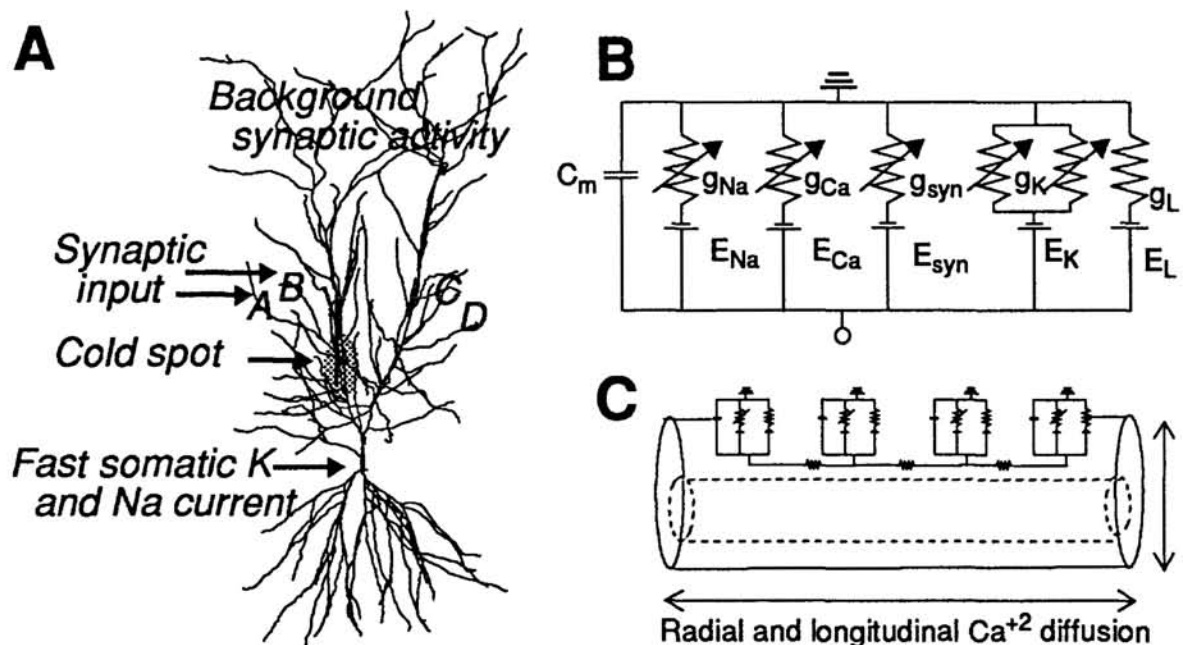 A
Background
synaptic activity
Synaptic
input
A B C D
Cold spot
Fast somatic K
and Na current
B
Cm gNa gCa gsyn gK gL
ENa ECa Esyn EK EL
C
Radial and longitudinal Ca+2 diffusion